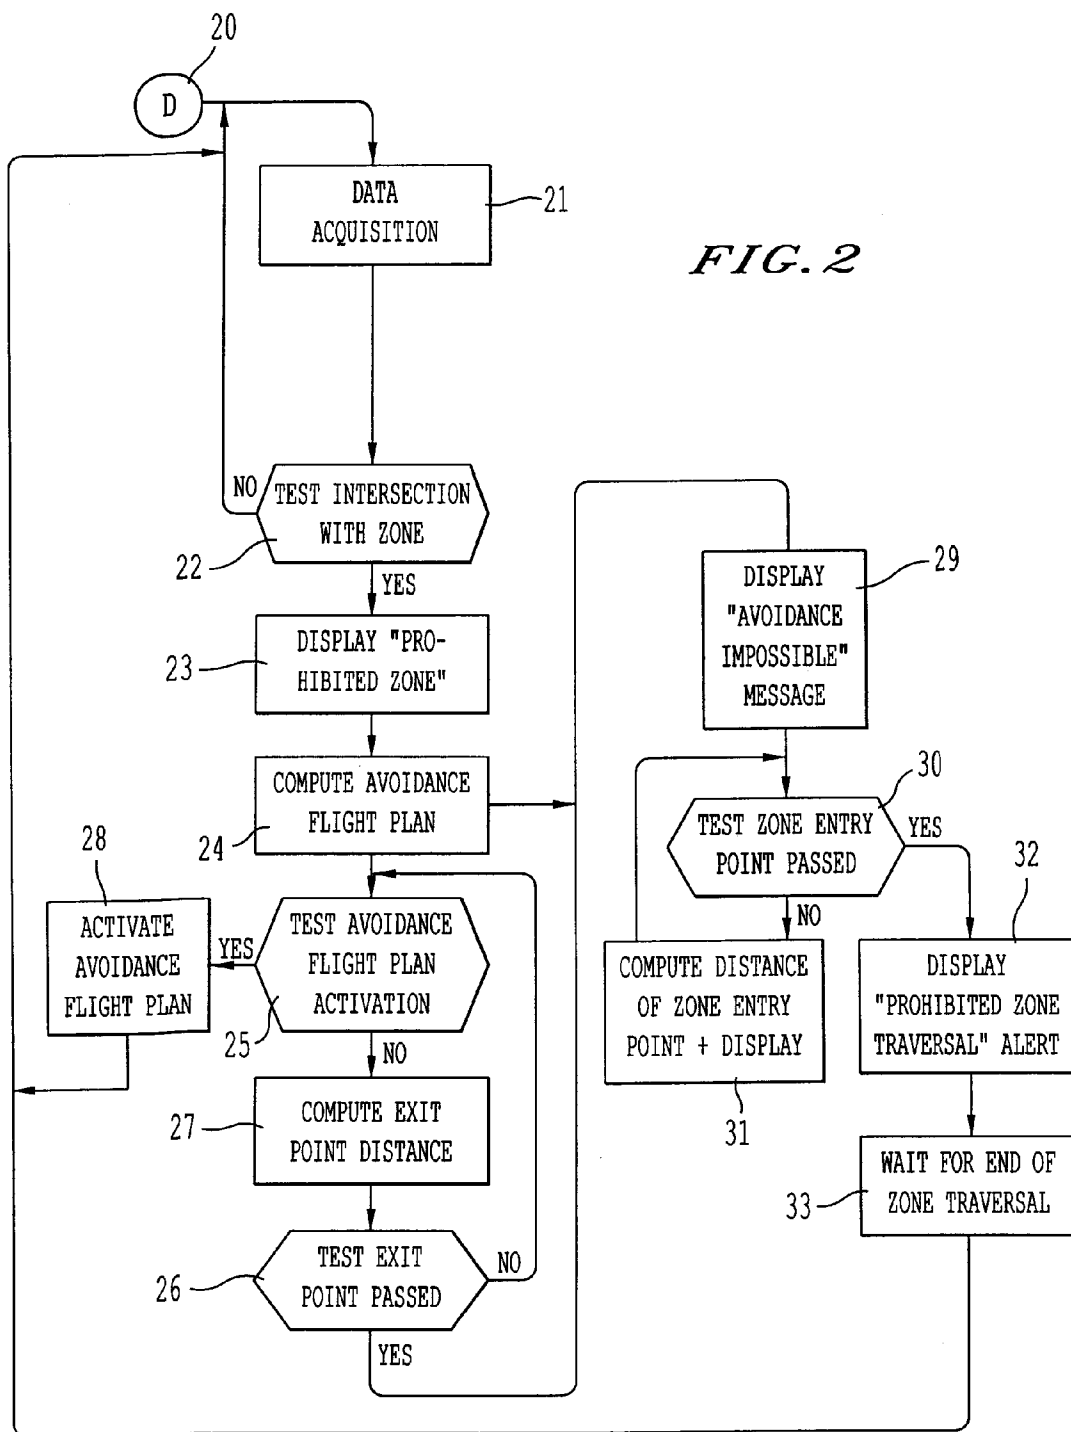 20
D
DATA
ACQUISITION
21
FIG. 2
NO
TEST INTERSECTION
WITH ZONE
22
YES
DISPLAY "PRO-
HIBITED ZONE"
23
COMPUTE AVOIDANCE
FLIGHT PLAN
24
28
ACTIVATE
AVOIDANCE
FLIGHT PLAN
YES
TEST AVOIDANCE
FLIGHT PLAN
ACTIVATION
25
NO
COMPUTE EXIT
POINT DISTANCE
27
TEST EXIT
POINT PASSED
26
NO
YES
DISPLAY
"AVOIDANCE
IMPOSSIBLE"
MESSAGE
29
30
TEST ZONE ENTRY
POINT PASSED
YES
NO
COMPUTE DISTANCE
OF ZONE ENTRY
POINT + DISPLAY
31
32
DISPLAY
"PROHIBITED ZONE
TRAVERSAL" ALERT
WAIT FOR END OF
ZONE TRAVERSAL
33